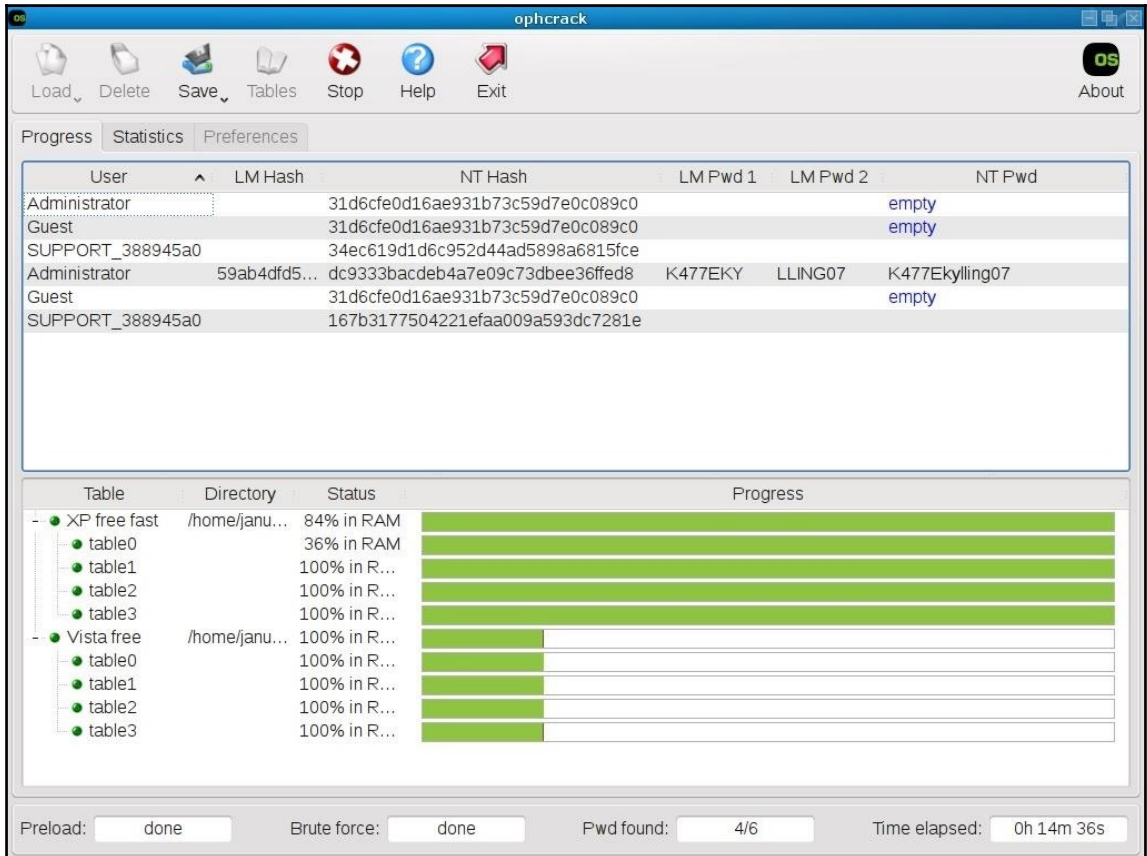 os ophcrack
os
Load Delete Save Tables Stop Help Exit About
Progress Statistics Preferences
User LM Hash NT Hash LM Pwd 1 LM Pwd 2 NT Pwd
Administrator 31d6cfe0d16ae931b73c59d7e0c089c0 empty
Guest 31d6cfe0d16ae931b73c59d7e0c089c0 empty
SUPPORT_388945a0 34ec619d1d6c952d44ad5898a6815fce
Administrator 59ab4dfd5... dc9333bacdeb4a7e09c73dbee36ffed8 K477EKY LLING07 K477Ekylling07
Guest 31d6cfe0d16ae931b73c59d7e0c089c0 empty
SUPPORT_388945a0 167b3177504221efaa009a593dc7281e
Table Directory Status Progress
XP free fast /home/janu... 84% in RAM
table0 36% in RAM
table1 100% in R...
table2 100% in R...
table3 100% in R...
Vista free /home/janu... 100% in R...
table0 100% in R...
table1 100% in R...
table2 100% in R...
table3 100% in R...
Preload: done Brute force: done Pwd found: 4/6 Time elapsed: 0h 14m 36s